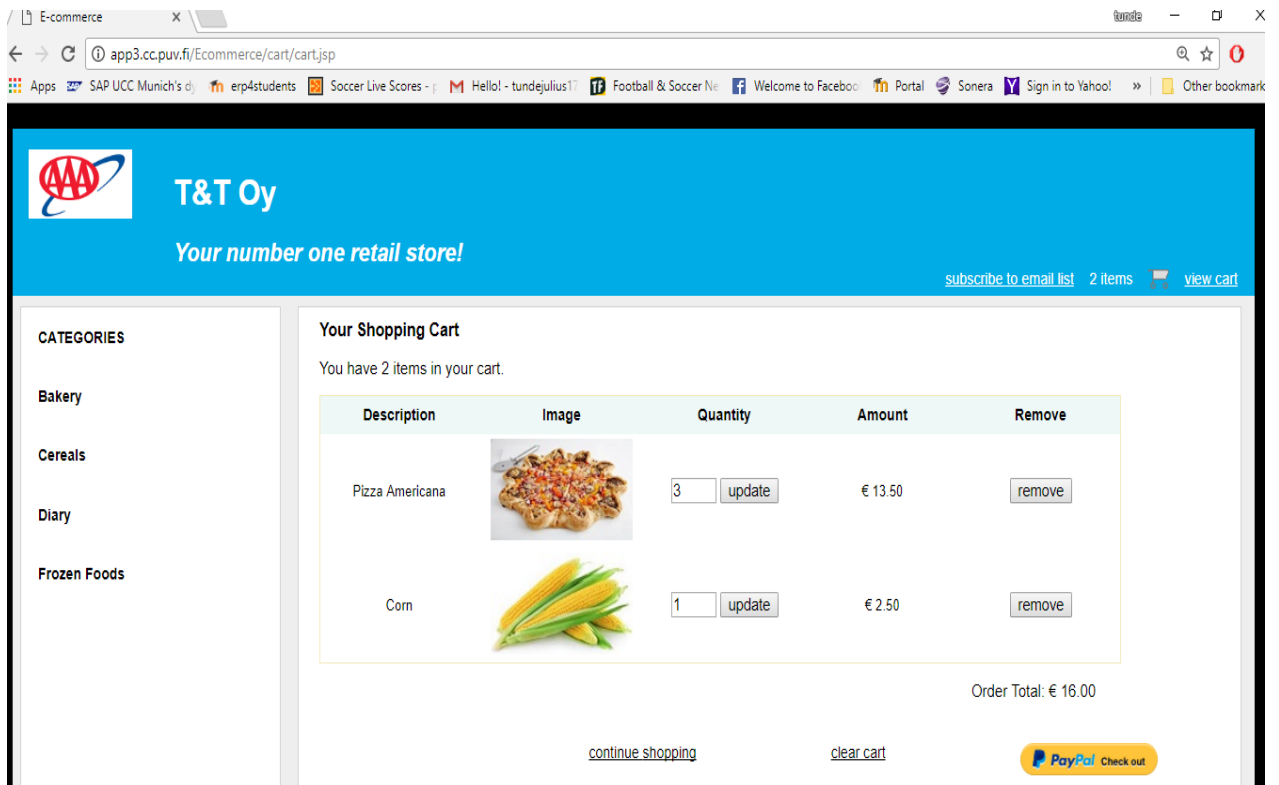 E-commerce
tunde
app3.cc.puv.fi/Ecommerce/cart/cart.jsp
Apps SAP UCC Munich's dy erp4students Soccer Live Scores - Hello! - tundejulius17 Football & Soccer Ne Welcome to Faceboo Portal Sonera Sign in to Yahoo! » Other bookmark
AAA
T&T Oy
Your number one retail store!
subscribe to email list 2 items view cart
CATEGORIES
Bakery
Cereals
Diary
Frozen Foods
Your Shopping Cart
You have 2 items in your cart.
Description Image Quantity Amount Remove
Pizza Americana 3 update € 13.50 remove
Corn 1 update € 2.50 remove
Order Total: € 16.00
continue shopping clear cart PayPal Check out